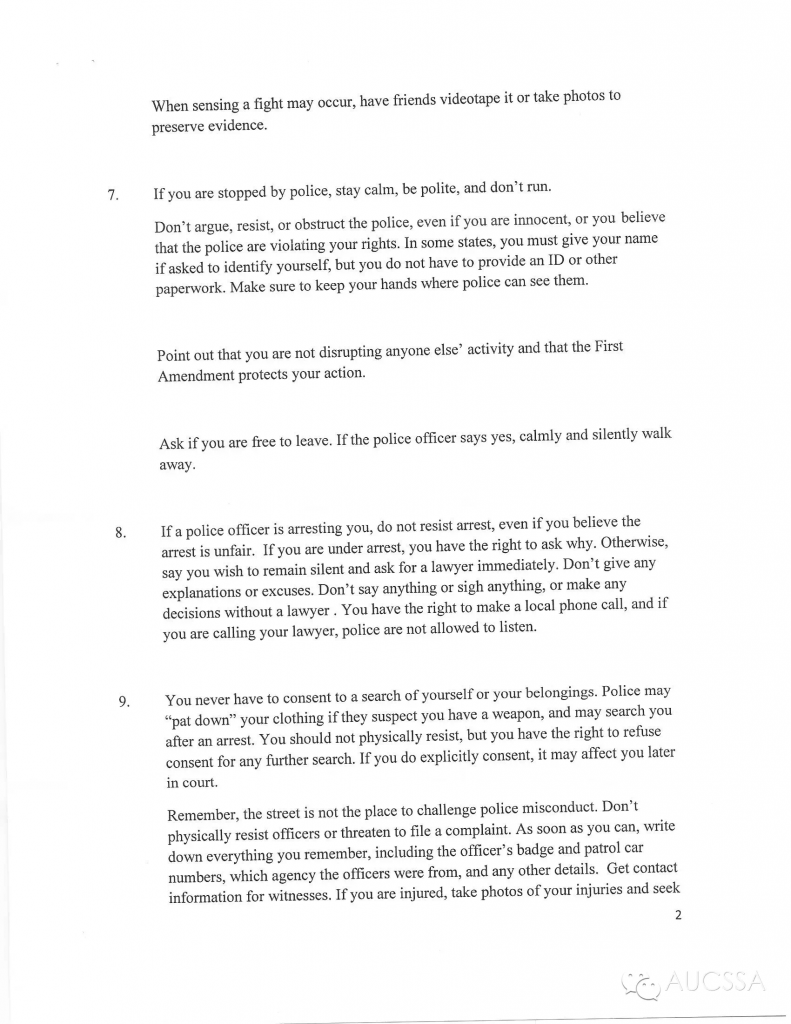 When sensing a fight may occur, have friends videotape it or take photos to
preserve evidence.
7. If you are stopped by police, stay calm, be polite, and don't run.
Don't argue, resist, or obstruct the police, even if you are innocent, or you believe
that the police are violating your rights. In some states, you must give your name
if asked to identify yourself, but you do not have to provide an ID or other
paperwork. Make sure to keep your hands where police can see them.
Point out that you are not disrupting anyone else' activity and that the First
Amendment protects your action.
Ask if you are free to leave. If the police officer says yes, calmly and silently walk
away.
8. If a police officer is arresting you, do not resist arrest, even if you believe the
arrest is unfair.  If you are under arrest, you have the right to ask why. Otherwise,
say you wish to remain silent and ask for a lawyer immediately. Don't give any
explanations or excuses. Don't say anything or sigh anything, or make any
decisions without a lawyer . You have the right to make a local phone call, and if
you are calling your lawyer, police are not allowed to listen.
9. You never have to consent to a search of yourself or your belongings. Police may
“pat down” your clothing if they suspect you have a weapon, and may search you
after an arrest. You should not physically resist, but you have the right to refuse
consent for any further search. If you do explicitly consent, it may affect you later
in court.
Remember, the street is not the place to challenge police misconduct. Don't
physically resist officers or threaten to file a complaint. As soon as you can, write
down everything you remember, including the officer's badge and patrol car
numbers, which agency the officers were from, and any other details.  Get contact
information for witnesses. If you are injured, take photos of your injuries and seek
2
AUCSSA